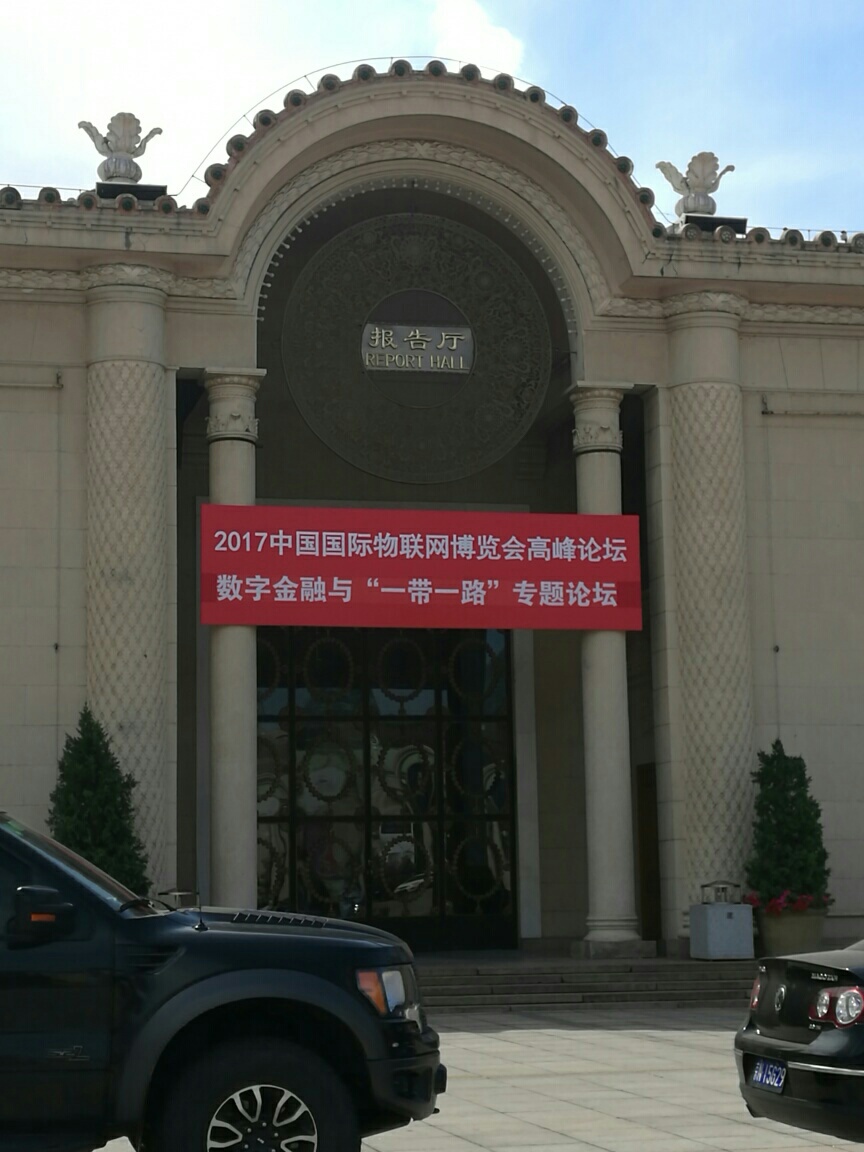 报告厅
REPORT HALL
2017中国国际物联网博览会高峰论坛
数字金融与“一带一路”专题论坛